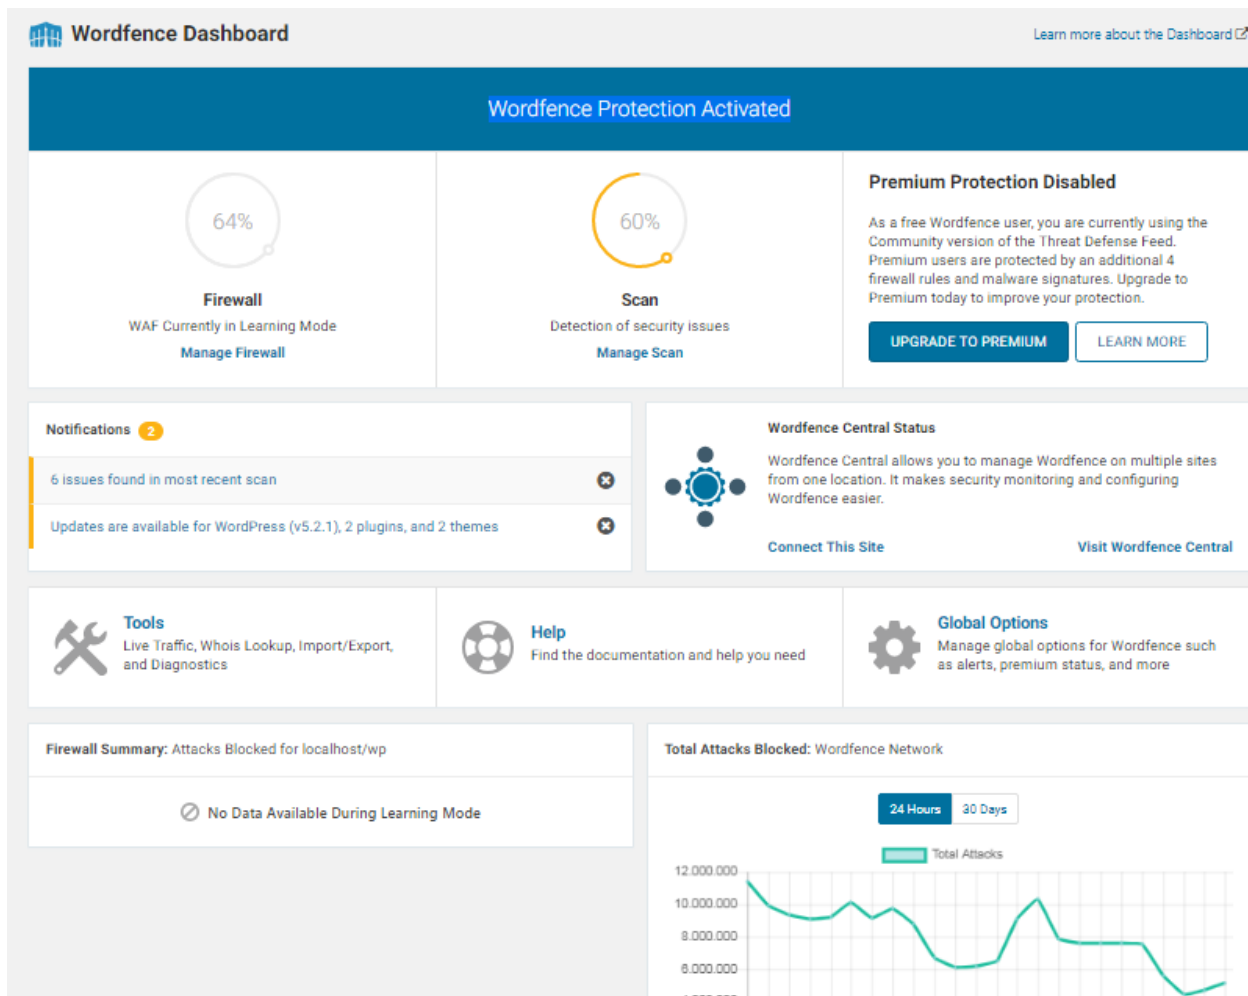 Wordfence Dashboard
Learn more about the Dashboard
Wordfence Protection Activated
64%
Firewall
WAF Currently in Learning Mode
Manage Firewall
60%
Scan
Detection of security issues
Manage Scan
Premium Protection Disabled
As a free Wordfence user, you are currently using the
Community version of the Threat Defense Feed.
Premium users are protected by an additional 4
firewall rules and malware signatures. Upgrade to
Premium today to improve your protection.
UPGRADE TO PREMIUM
LEARN MORE
Notifications 2
6 issues found in most recent scan
Updates are available for WordPress (v5.2.1), 2 plugins, and 2 themes
Wordfence Central Status
Wordfence Central allows you to manage Wordfence on multiple sites
from one location. It makes security monitoring and configuring
Wordfence easier.
Connect This Site
Visit Wordfence Central
Tools
Live Traffic, Whois Lookup, Import/Export,
and Diagnostics
Help
Find the documentation and help you need
Global Options
Manage global options for Wordfence such
as alerts, premium status, and more
Firewall Summary: Attacks Blocked for localhost/wp
No Data Available During Learning Mode
Total Attacks Blocked: Wordfence Network
24 Hours
30 Days
Total Attacks
12.000.000
10.000.000
8.000.000
6.000.000